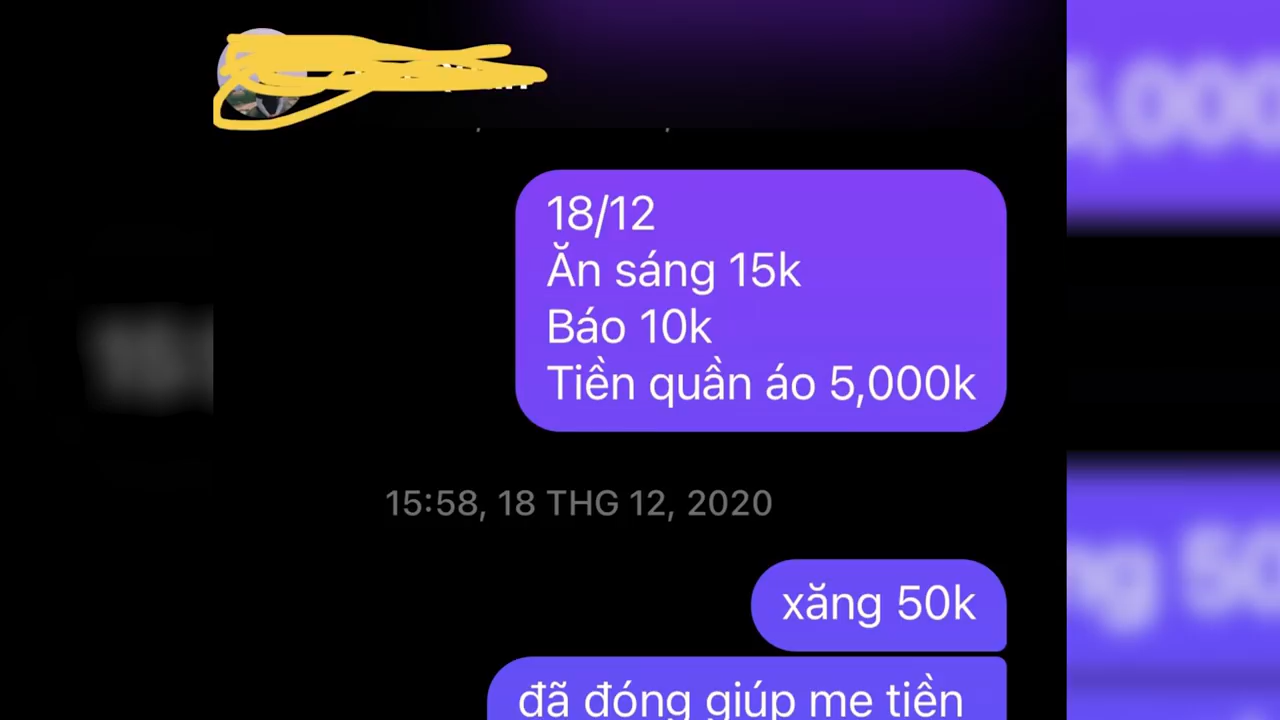 18/12
Ăn sáng 15k
Báo 10k
Tiền quần áo 5,000k
15:58, 18 THG 12, 2020
xăng 50k
đã đóng giúp mẹ tiền